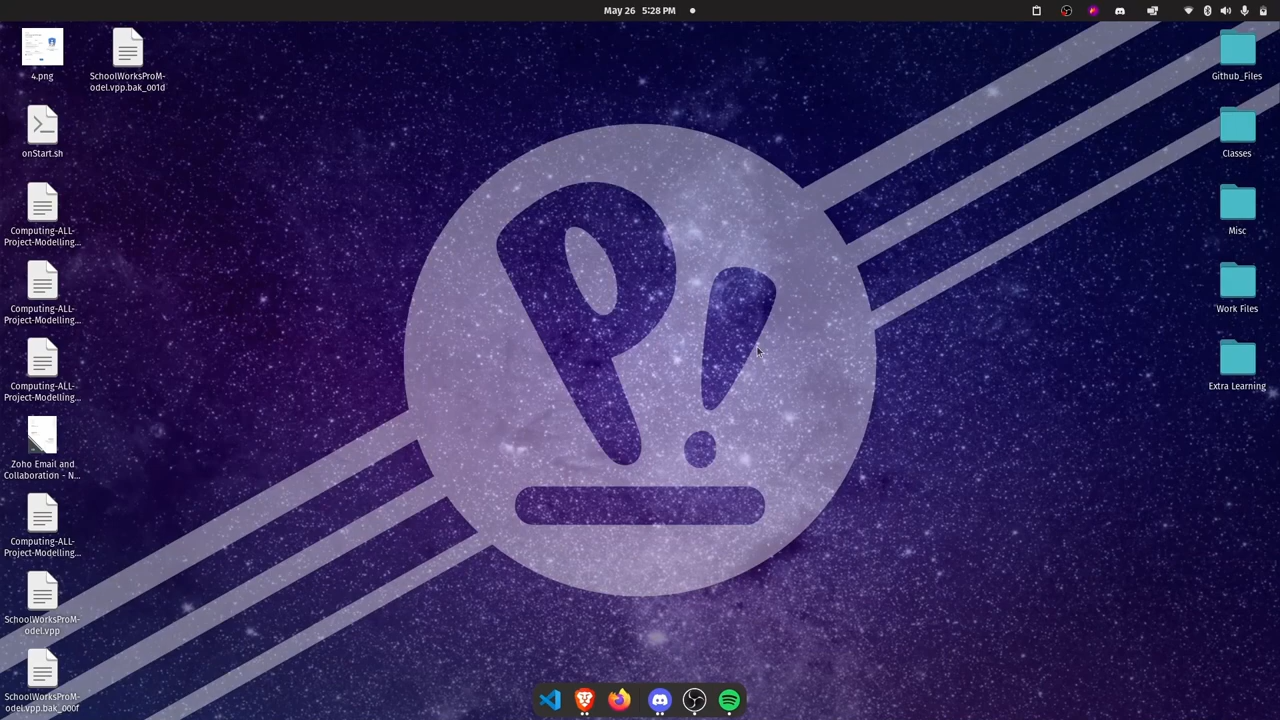 May 26 5:28 PM
4.png
SchoolWorksProM-
odel.vpp.bak_001d
onStart.sh
Computing-ALL-
Project-Modelling...
Computing-ALL-
Project-Modelling...
Computing-ALL-
Project-Modelling...
Zoho Email and
Collaboration - N...
Computing-ALL-
Project-Modelling...
SchoolWorksProM-
odel.vpp
SchoolWorksProM-
odel.vpp.bak_000f
Github_Files
Classes
Misc
Work Files
Extra Learning
P!